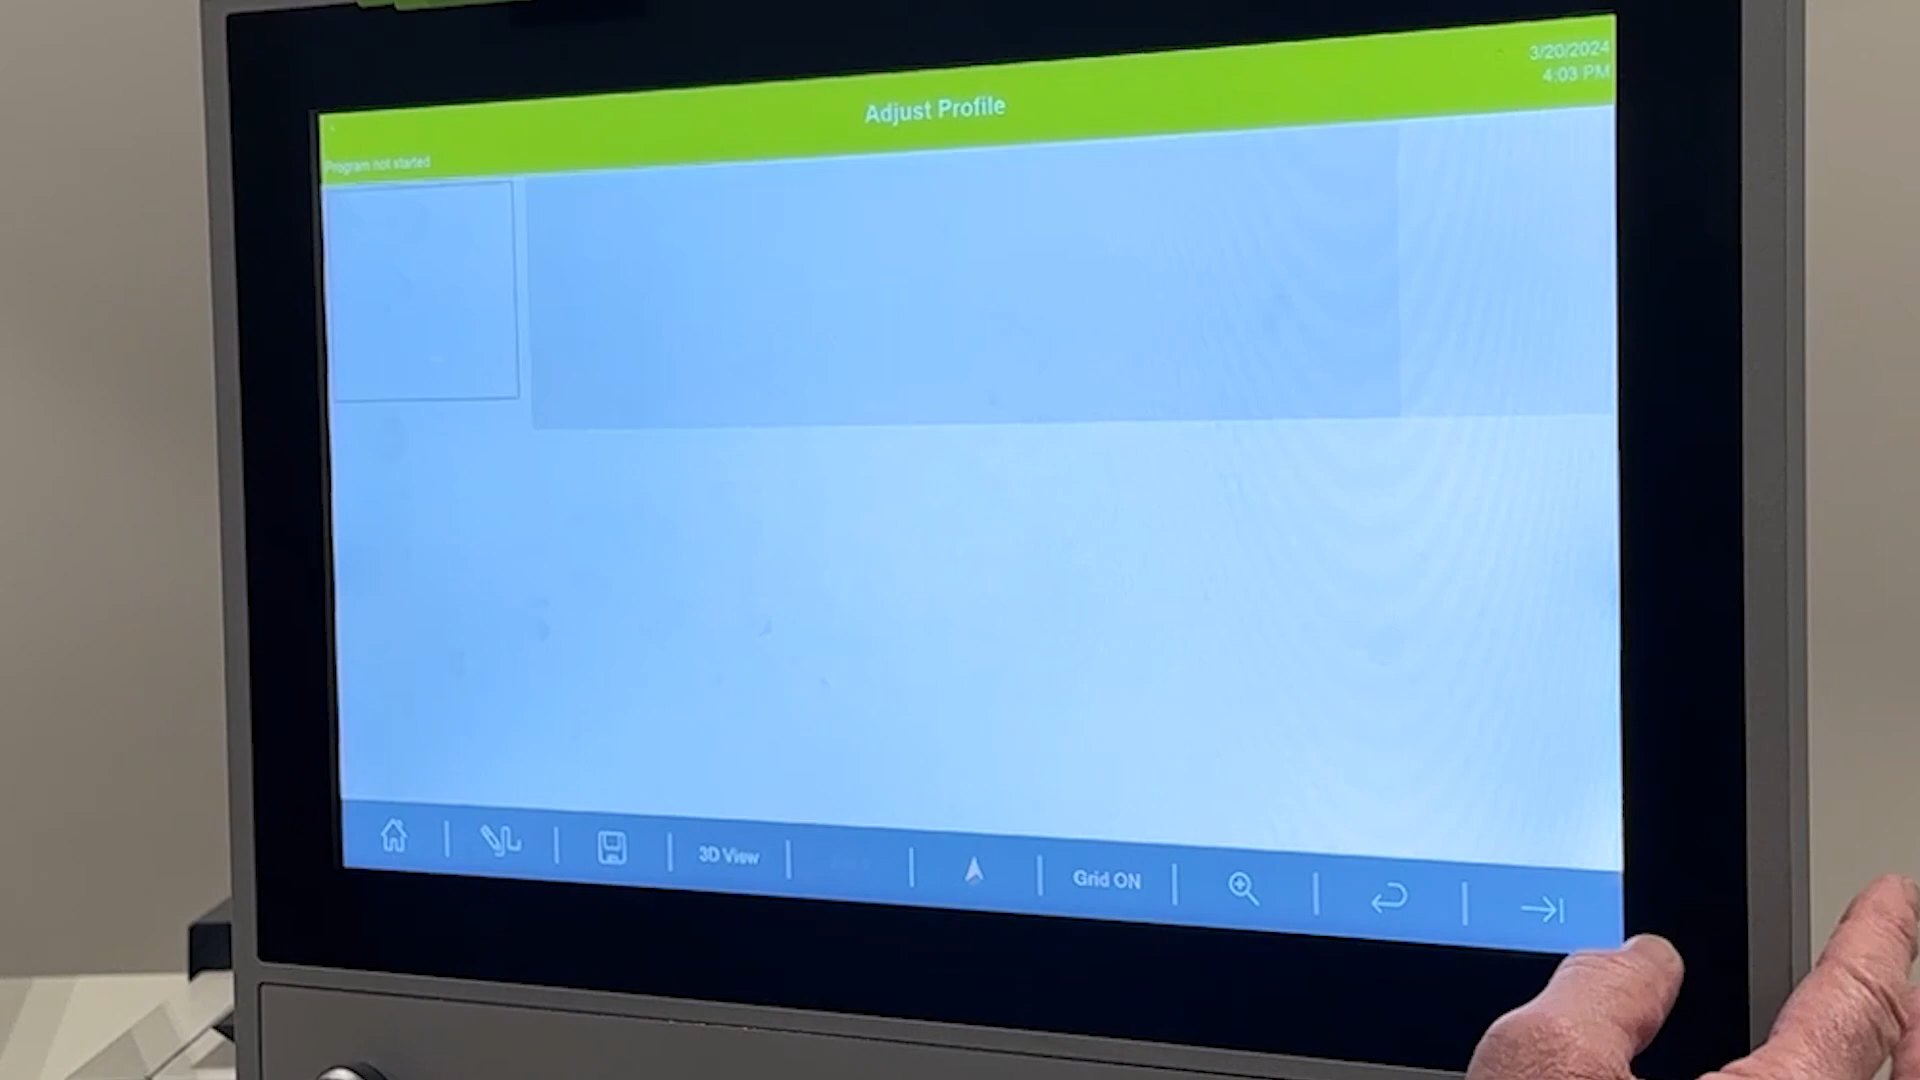 3/20/2024
4:03 PM
Adjust Profile
Program not started
3D View
Grid ON